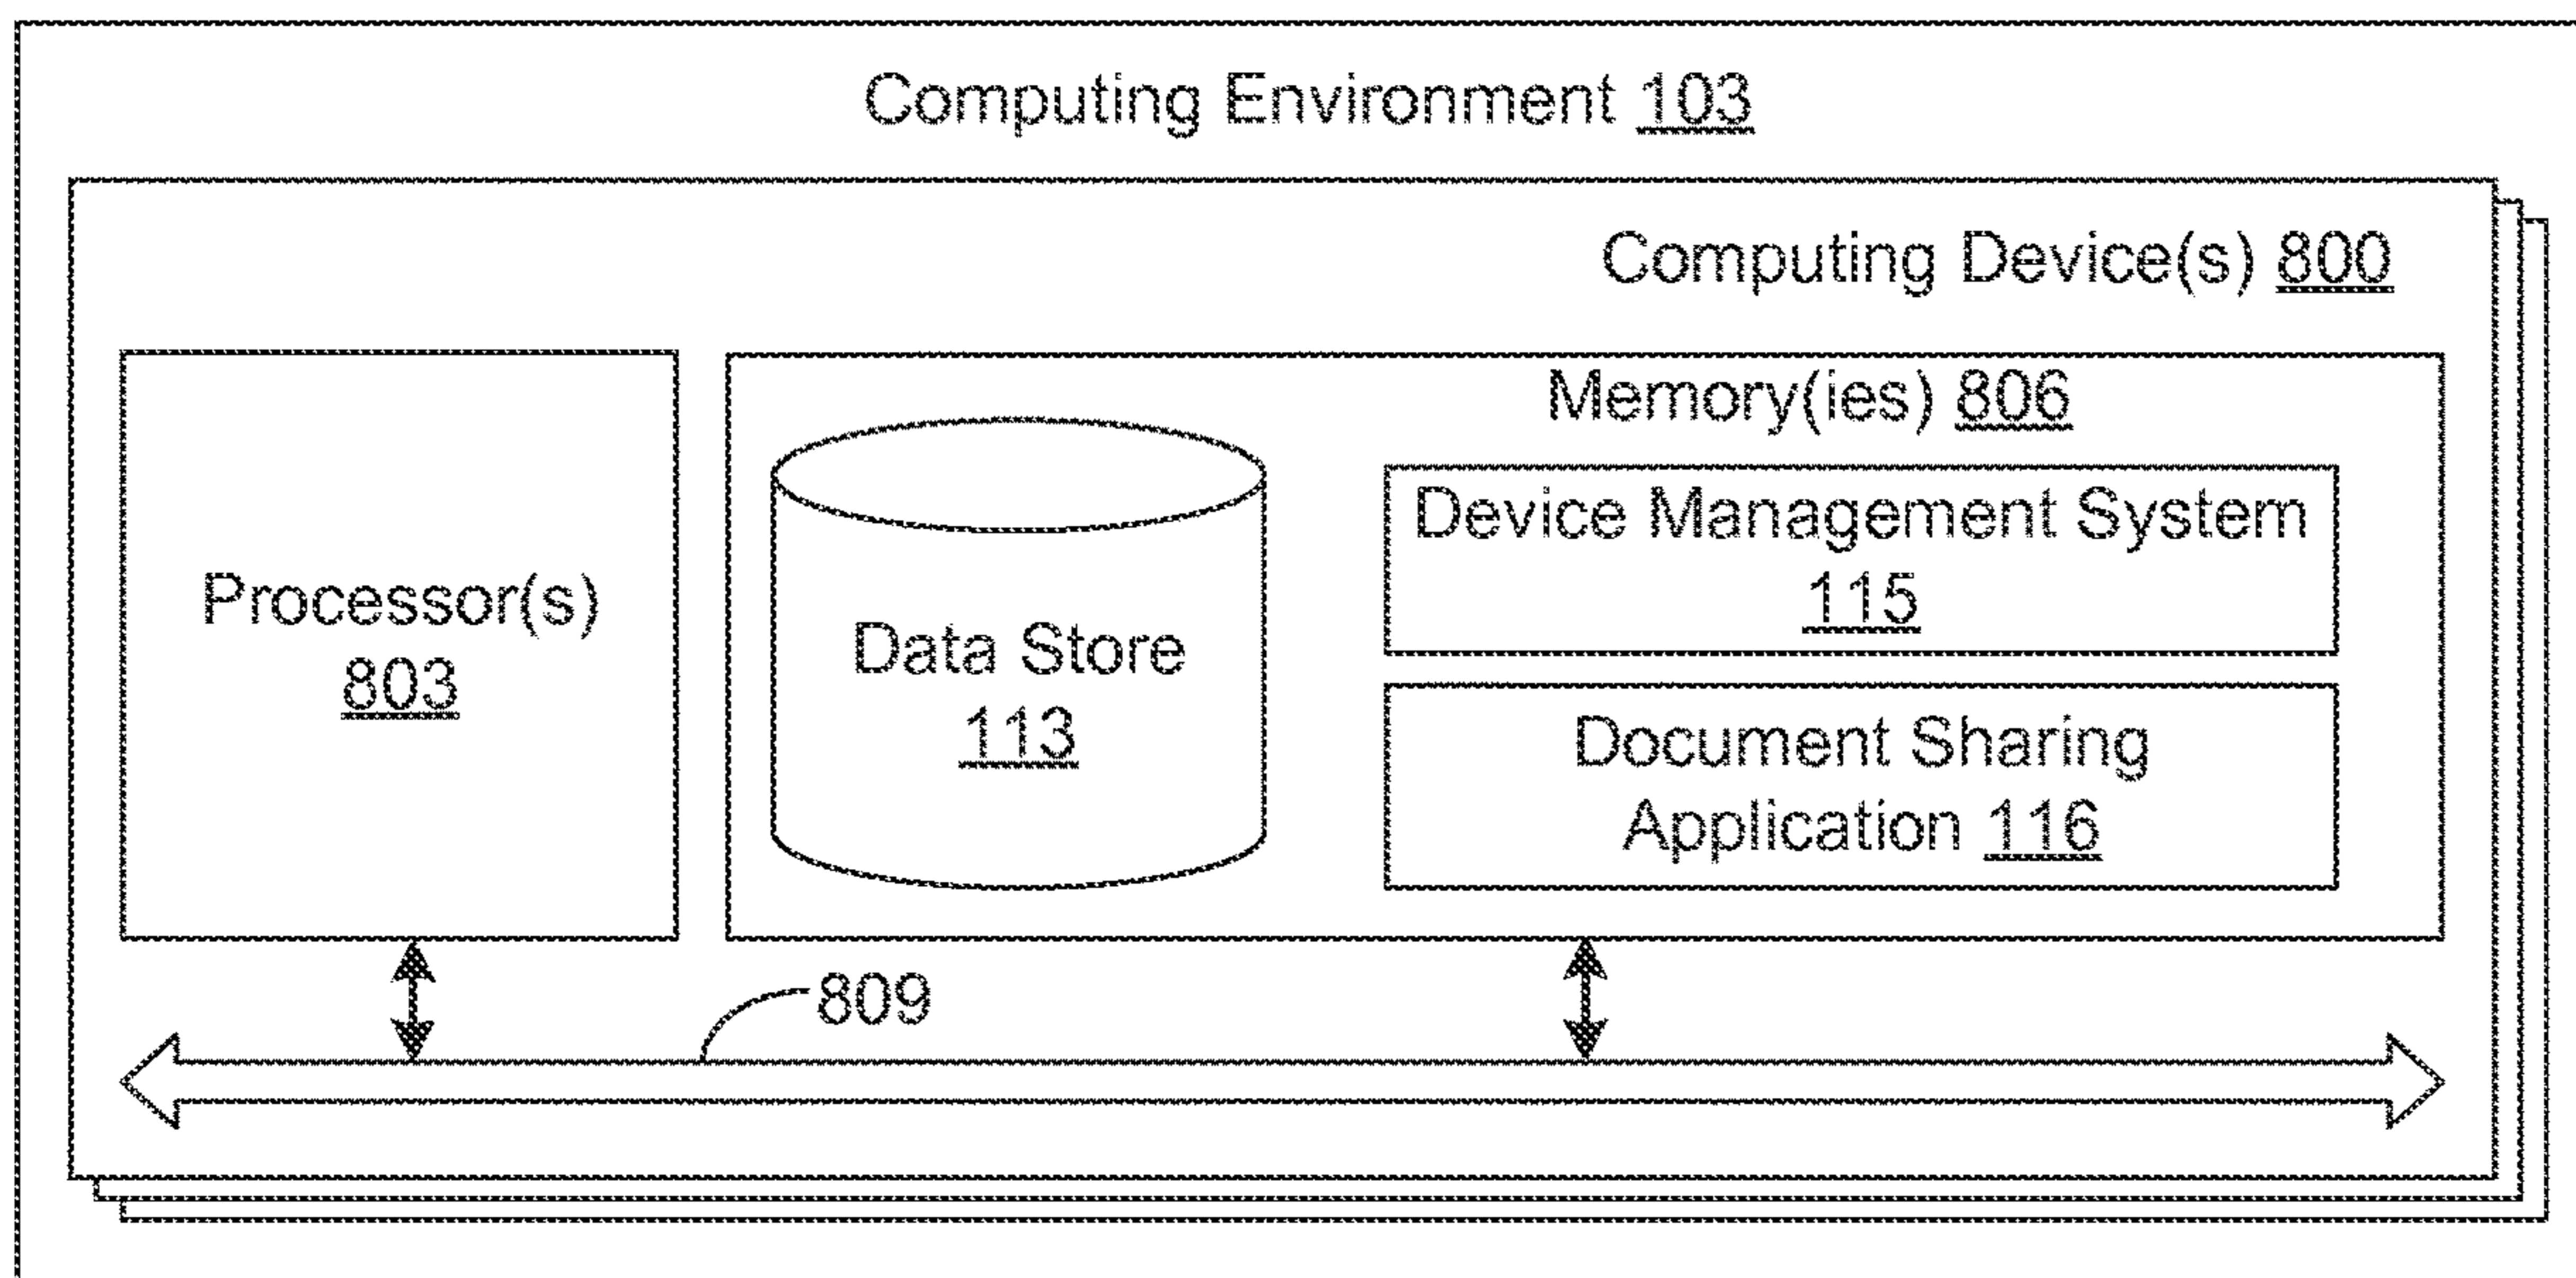 Computing Environment 103
Computing Device(s) 800
Processor(s)
803
Memory(ies) 806
Data Store
113
Device Management System
115
Document Sharing
Application 116
809